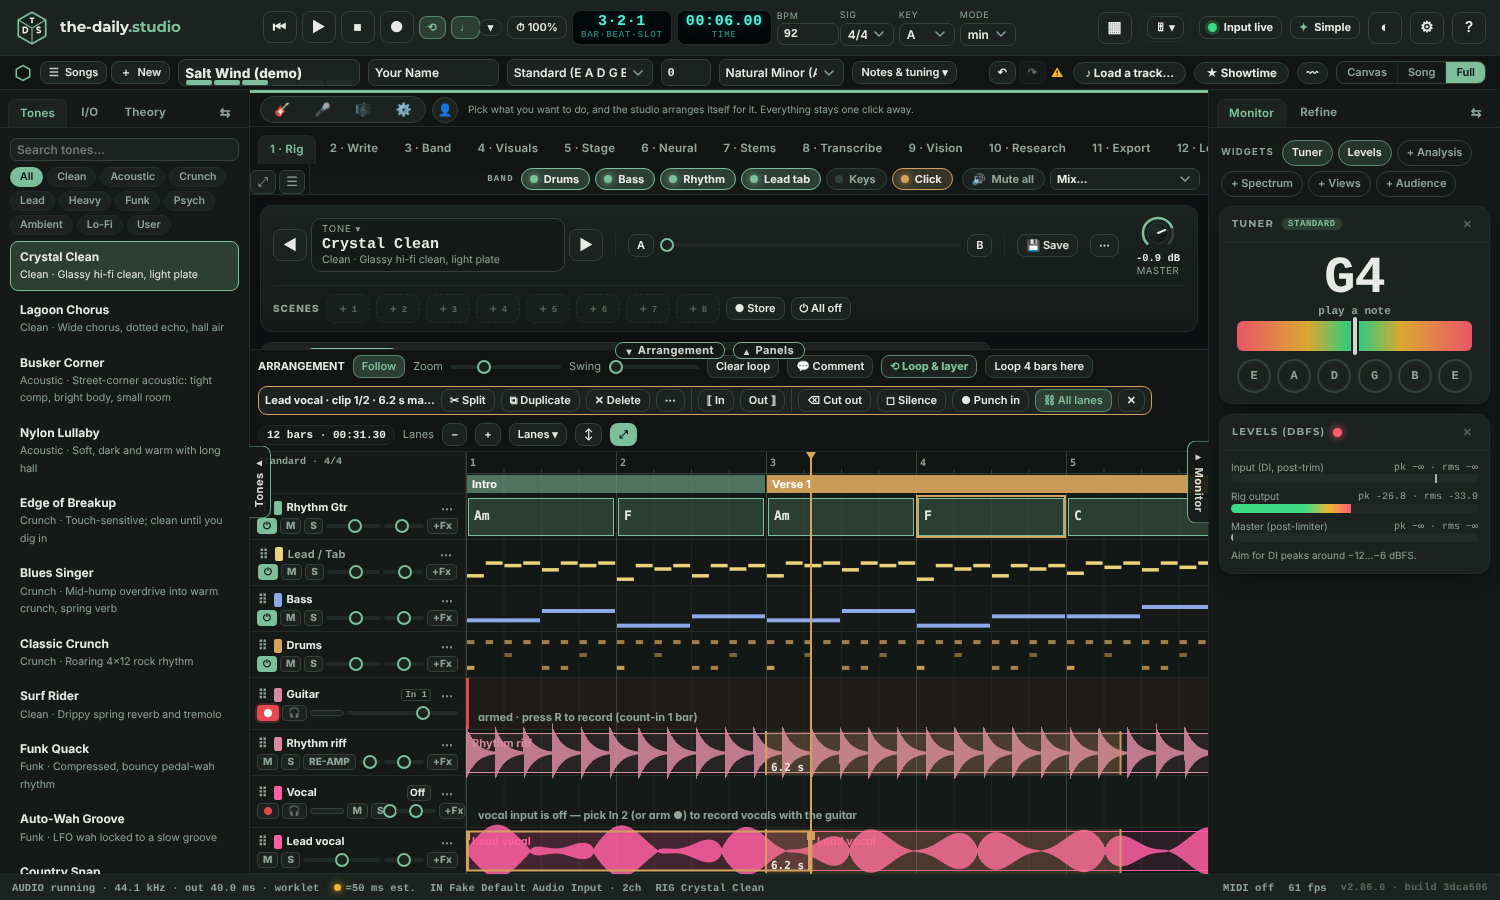 the-daily.studio
100%
3·2·1
BAR·BEAT·SLOT
00:06.00
TIME
BPM
92
SIG
4/4
KEY
A
MODE
min
Input live
Simple
?
Songs
+ New
Salt Wind (demo)
Your Name
Standard (E A D G E
0
Natural Minor (A
Notes & tuning ▾
♪ Load a track...
★ Showtime
Canvas
Song
Full
Tones
I/O
Theory
Search tones...
All
Clean
Acoustic
Crunch
Lead
Heavy
Funk
Psych
Ambient
Lo-Fi
User
Crystal Clean
Clean · Glassy hi-fi clean, light plate
Lagoon Chorus
Clean · Wide chorus, dotted echo, hall air
Busker Corner
Acoustic · Street-corner acoustic: tight
comp, bright body, small room
Nylon Lullaby
Acoustic · Soft, dark and warm with long
hall
Edge of Breakup
Crunch · Touch-sensitive; clean until you
dig in
Blues Singer
Crunch · Mid-hump overdrive into warm
crunch, spring verb
Classic Crunch
Crunch · Roaring 4×12 rock rhythm
Surf Rider
Clean · Drippy spring reverb and tremolo
Funk Quack
Funk · Compressed, bouncy pedal-wah
rhythm
Auto-Wah Groove
Funk · LFO wah locked to a slow groove
Country Snap
Pick what you want to do, and the studio arranges itself for it. Everything stays one click away.
1 · Rig
2 · Write
3 · Band
4 · Visuals
5 · Stage
6 · Neural
7 · Stems
8 · Transcribe
9 · Vision
10 · Research
11 · Export
12 · L
BAND
Drums
Bass
Rhythm
Lead tab
Keys
Click
Mute all
Mix...
TONE ▾
Crystal Clean
Clean · Glassy hi-fi clean, light plate
A
B
Save
...
-0.9 dB
MASTER
SCENES
+ 1
+ 2
+ 3
+ 4
+ 5
+ 6
+ 7
+ 8
Store
All off
▾ Arrangement
▴ Panels
ARRANGEMENT
Follow
Zoom
Swing
Clear loop
Comment
Loop & layer
Loop 4 bars here
Lead vocal · clip 1/2 · 6.2 s ma...
Split
Duplicate
Delete
...
In
Out
Cut out
Silence
Punch in
All lanes
12 bars · 00:31.30
Lanes
−
+
Lanes ▾
andard · 4/4
1
2
3
4
5
Intro
Verse 1
Tones
Monitor
Rhythm Gtr
M
S
+Fx
Am
F
Am
F
C
Lead / Tab
M
S
+Fx
Bass
M
S
+Fx
Drums
M
S
+Fx
Guitar
In 1
armed · press R to record (count-in 1 bar)
Rhythm riff
M
S
RE-AMP
+Fx
Rhythm riff
6.2 s
Vocal
Off
M
S
+Fx
vocal input is off — pick In 2 (or arm ●) to record vocals with the guitar
Lead vocal
M
S
+Fx
Lead vocal
6.2 s
Lead vocal
Monitor
Refine
WIDGETS
Tuner
Levels
+ Analysis
+ Spectrum
+ Views
+ Audience
TUNER
STANDARD
G4
play a note
E
A
D
G
B
E
LEVELS (DBFS)
Input (DI, post-trim)
pk −∞ · rms −∞
Rig output
pk -26.8 · rms -33.9
Master (post-limiter)
pk −∞ · rms −∞
Aim for DI peaks around −12…−6 dBFS.
AUDIO running · 44.1 kHz · out 40.0 ms · worklet
≈50 ms est.
IN Fake Default Audio Input · 2ch
RIG Crystal Clean
MIDI off
61 fps
v2.86.0 · build 3dca506